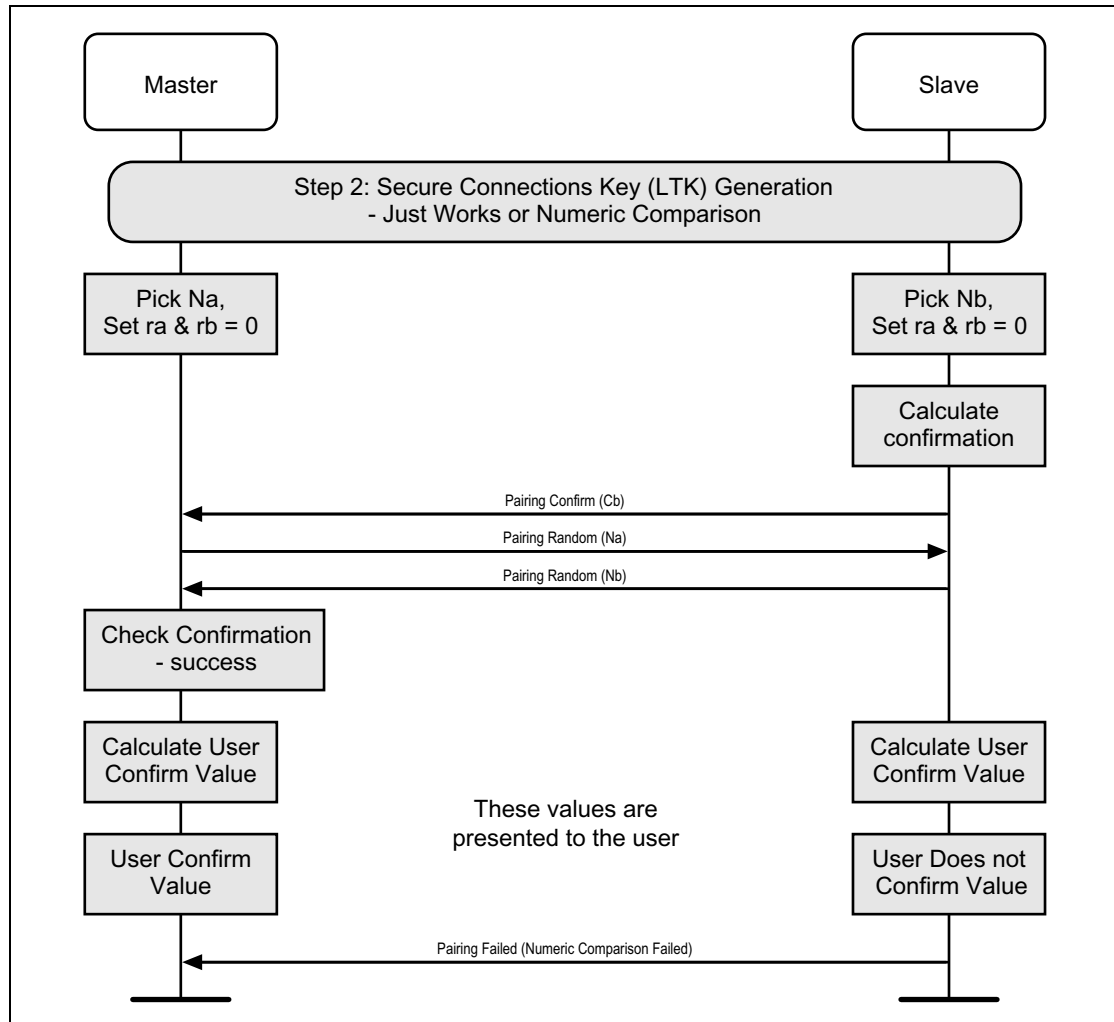 Master
Slave
Step 2: Secure Connections Key (LTK) Generation
- Just Works or Numeric Comparison
Pick Na,
Set ra & rb = 0
Pick Nb,
Set ra & rb = 0
Calculate
confirmation
Pairing Confirm (Cb)
Pairing Random (Na)
Pairing Random (Nb)
Check Confirmation
- success
Calculate User
Confirm Value
Calculate User
Confirm Value
These values are
presented to the user
User Confirm
Value
User Does not
Confirm Value
Pairing Failed (Numeric Comparison Failed)